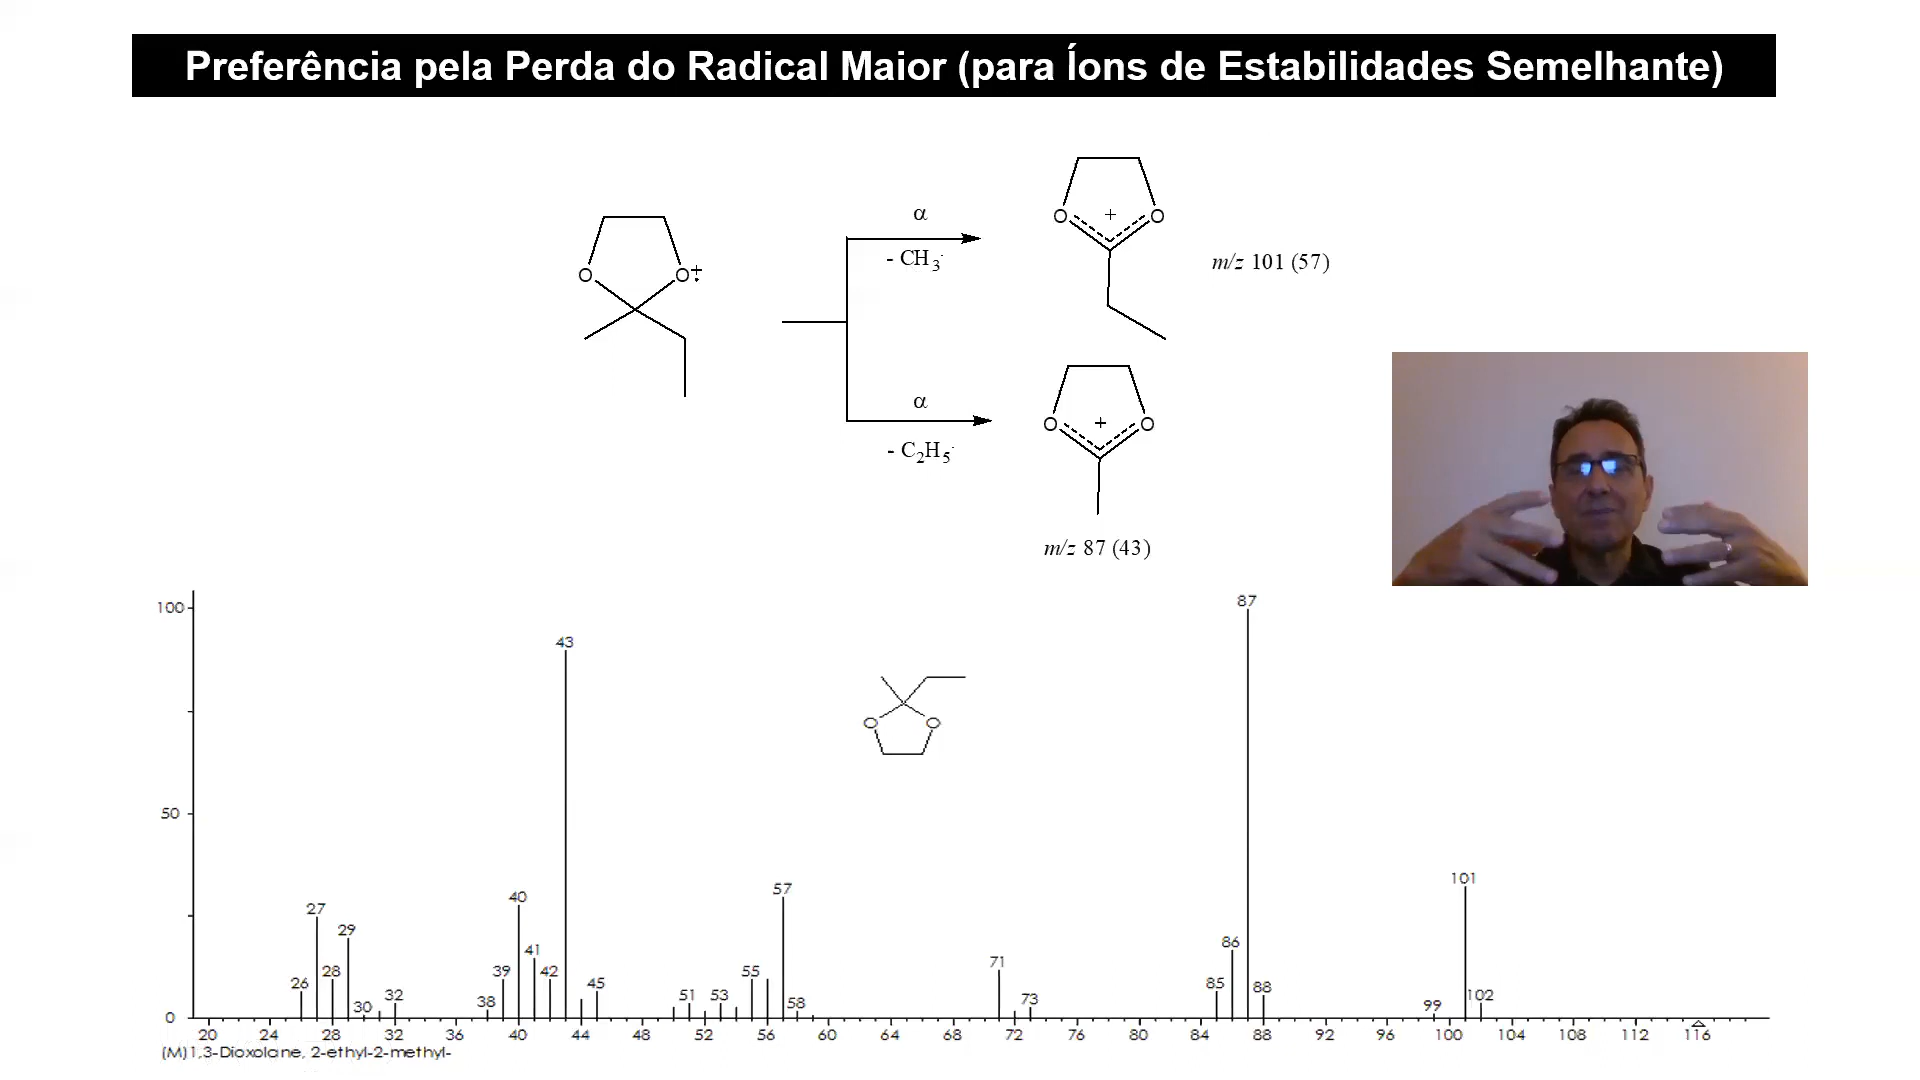 Preferência pela Perda do Radical Maior (para Íons de Estabilidades Semelhante)
O O+·
α
- CH3·
O + O
m/z 101 (57)
α
- C2H5·
O + O
m/z 87 (43)
100
50
0
26 27 28 29 30 32 38 39 40 41 42 43 45 51 53 55 57 58 71 73 85 86 87 88 99 101 102
O O
20 24 28 32 36 40 44 48 52 56 60 64 68 72 76 80 84 88 92 96 100 104 108 112 116
(M)1,3-Dioxolane, 2-ethyl-2-methyl-